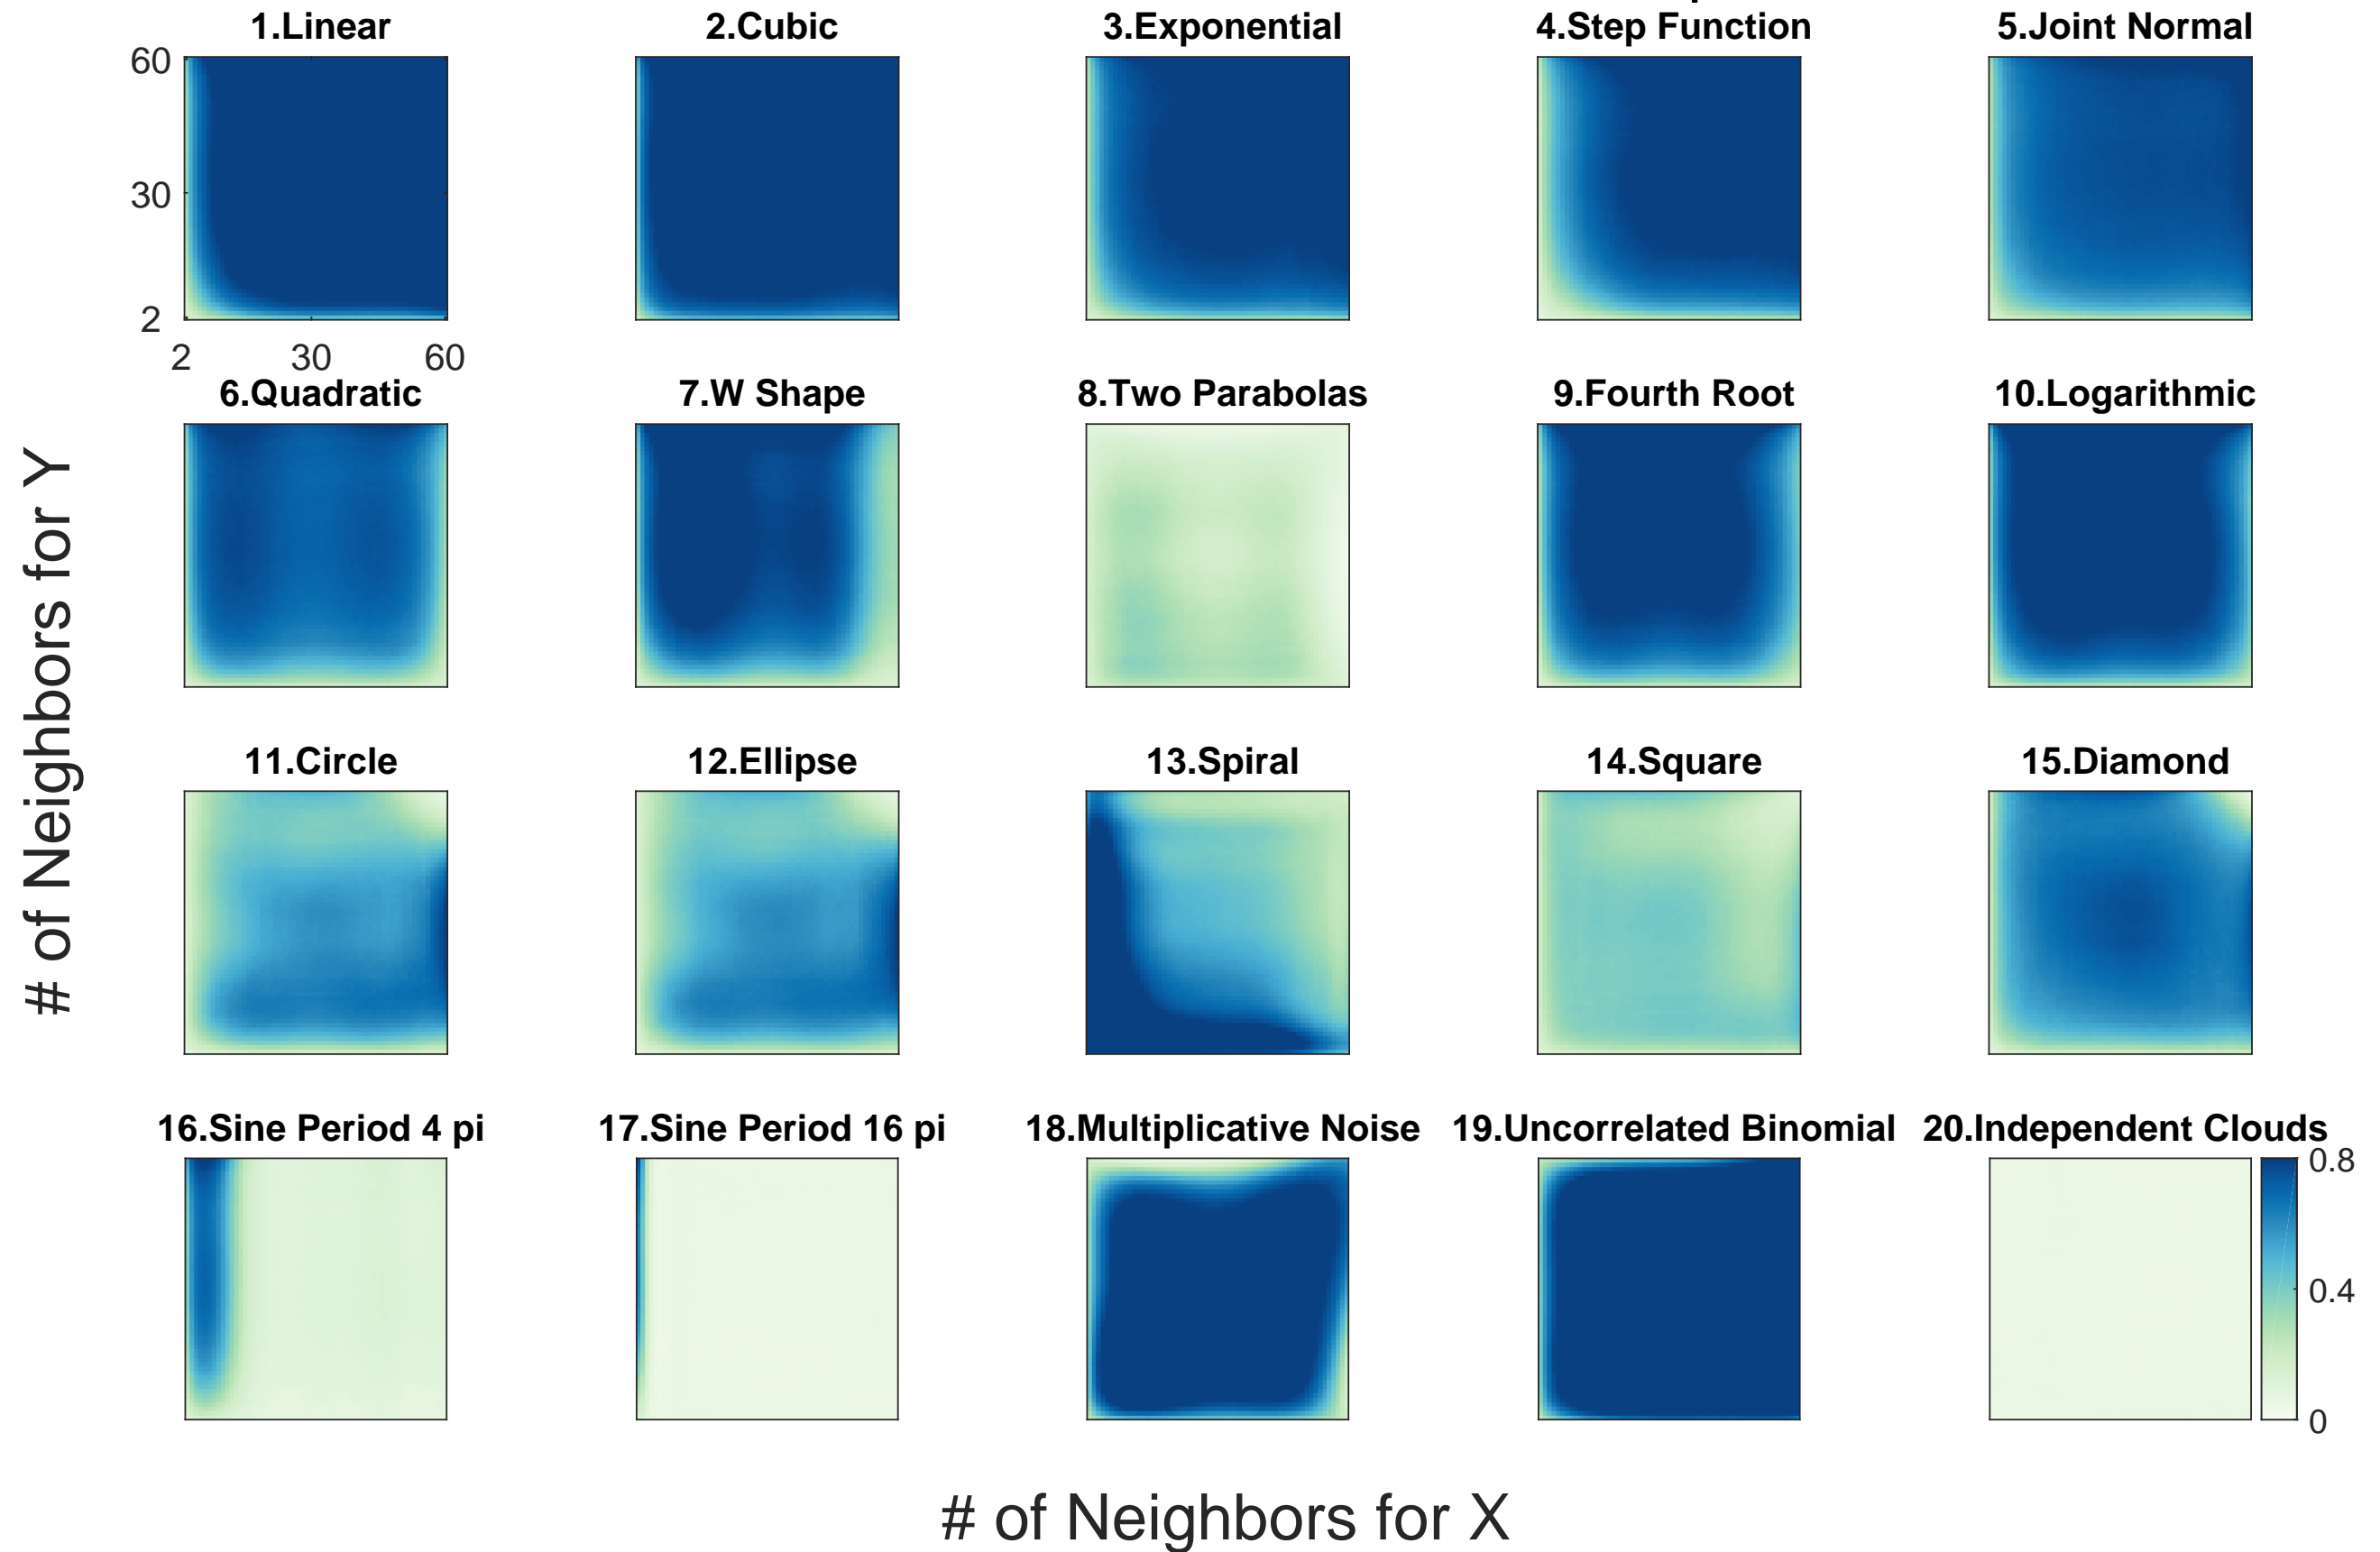 1.Linear
2.Cubic
3.Exponential
4.Step Function
5.Joint Normal
60
30
2
2 30 60
6.Quadratic
7.W Shape
8.Two Parabolas
9.Fourth Root
10.Logarithmic
# of Neighbors for Y
11.Circle
12.Ellipse
13.Spiral
14.Square
15.Diamond
16.Sine Period 4 pi
17.Sine Period 16 pi
18.Multiplicative Noise
19.Uncorrelated Binomial
20.Independent Clouds
0.8
0.4
0
# of Neighbors for X